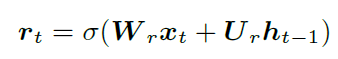 r_t = σ(W_r x_t + U_r h_{t−1})